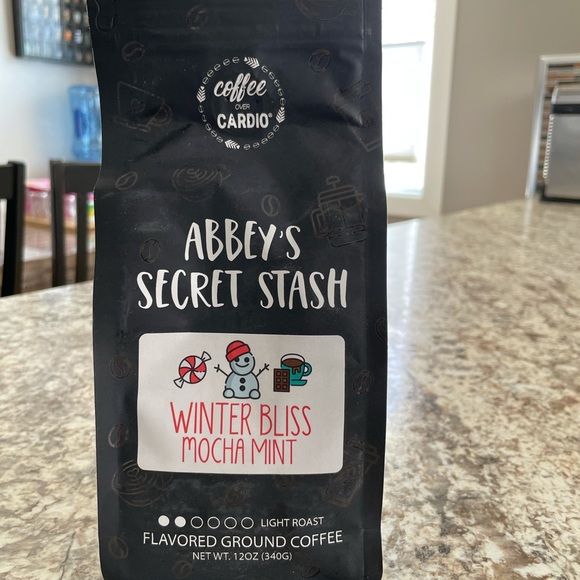 coffee
OVER
CARDIO®
ABBEY'S
SECRET STASH
WINTER BLISS
MOCHA MINT
LIGHT ROAST
FLAVORED GROUND COFFEE
NET WT. 12OZ (340G)